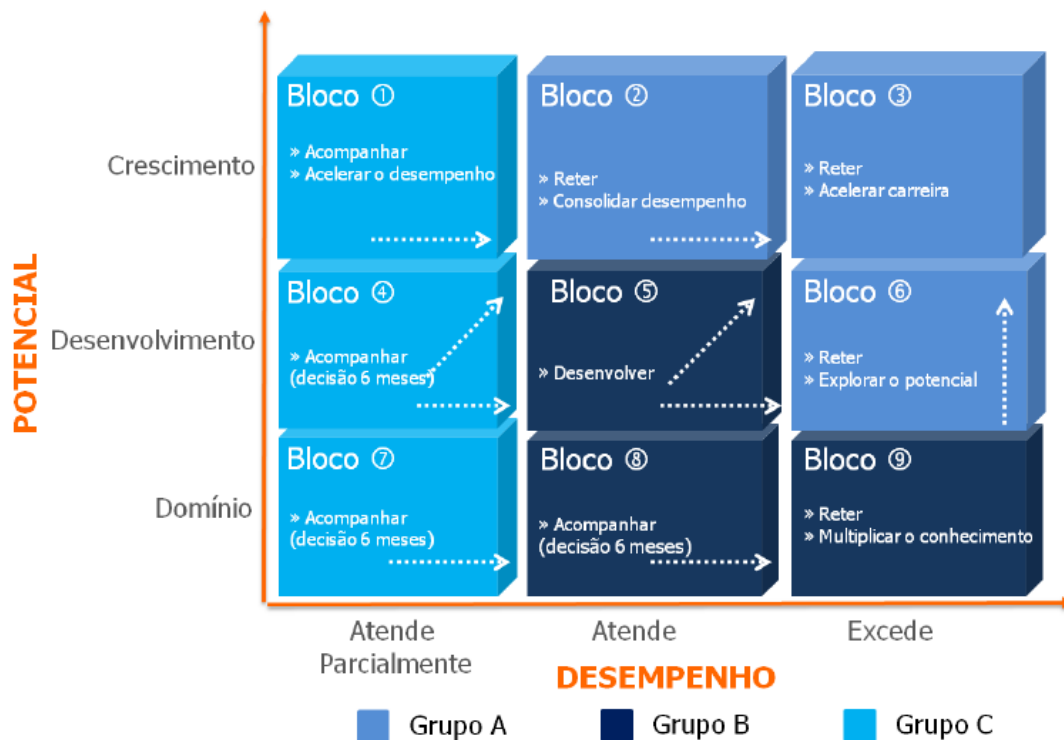 POTENCIAL
Crescimento
Bloco ①
» Acompanhar
» Acelerar o desempenho
Bloco ②
» Reter
» Consolidar desempenho
Bloco ③
» Reter
» Acelerar carreira
Desenvolvimento
Bloco ④
» Acompanhar
(decisão 6 meses)
Bloco ⑤
» Desenvolver
Bloco ⑥
» Reter
» Explorar o potencial
Domínio
Bloco ⑦
» Acompanhar
(decisão 6 meses)
Bloco ⑧
» Acompanhar
(decisão 6 meses)
Bloco ⑨
» Reter
» Multiplicar o conhecimento
Atende
Parcialmente
Atende
Excede
DESEMPENHO
Grupo A
Grupo B
Grupo C